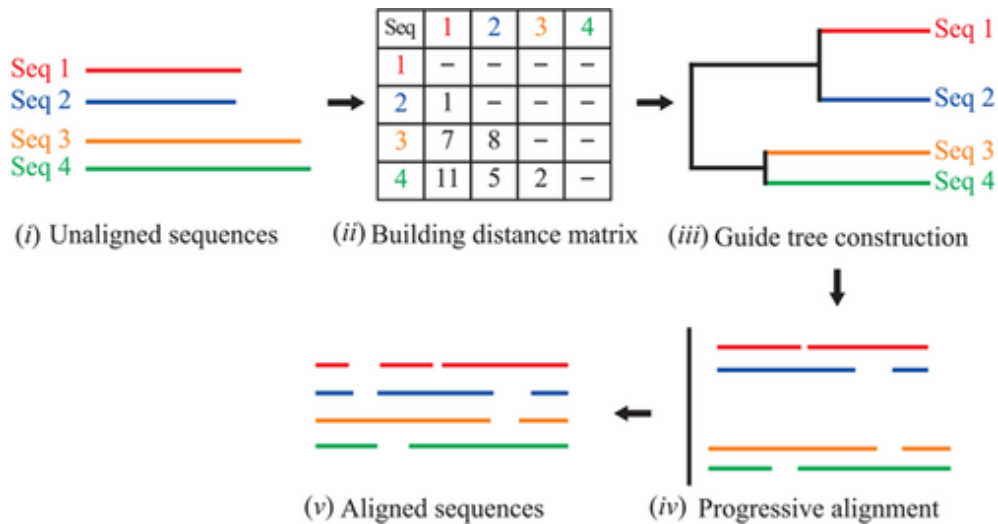 Seq 1
Seq 2
Seq 3
Seq 4
(i) Unaligned sequences
Seq 1 2 3 4
1 – – – –
2 1 – – –
3 7 8 – –
4 11 5 2 –
(ii) Building distance matrix
Seq 1
Seq 2
Seq 3
Seq 4
(iii) Guide tree construction
(iv) Progressive alignment
(v) Aligned sequences